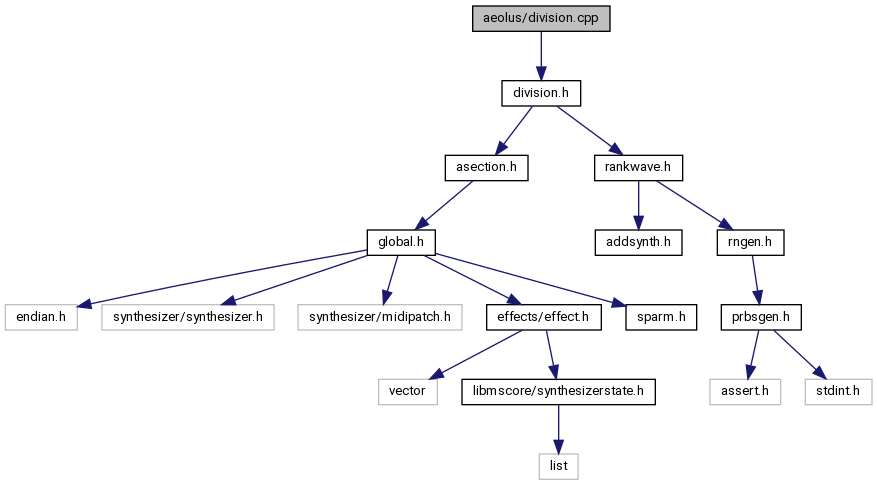 aeolus/division.cpp
division.h
asection.h
rankwave.h
global.h
addsynth.h
rngen.h
endian.h
synthesizer/synthesizer.h
synthesizer/midipatch.h
effects/effect.h
sparm.h
prbsgen.h
vector
libmscore/synthesizerstate.h
assert.h
stdint.h
list